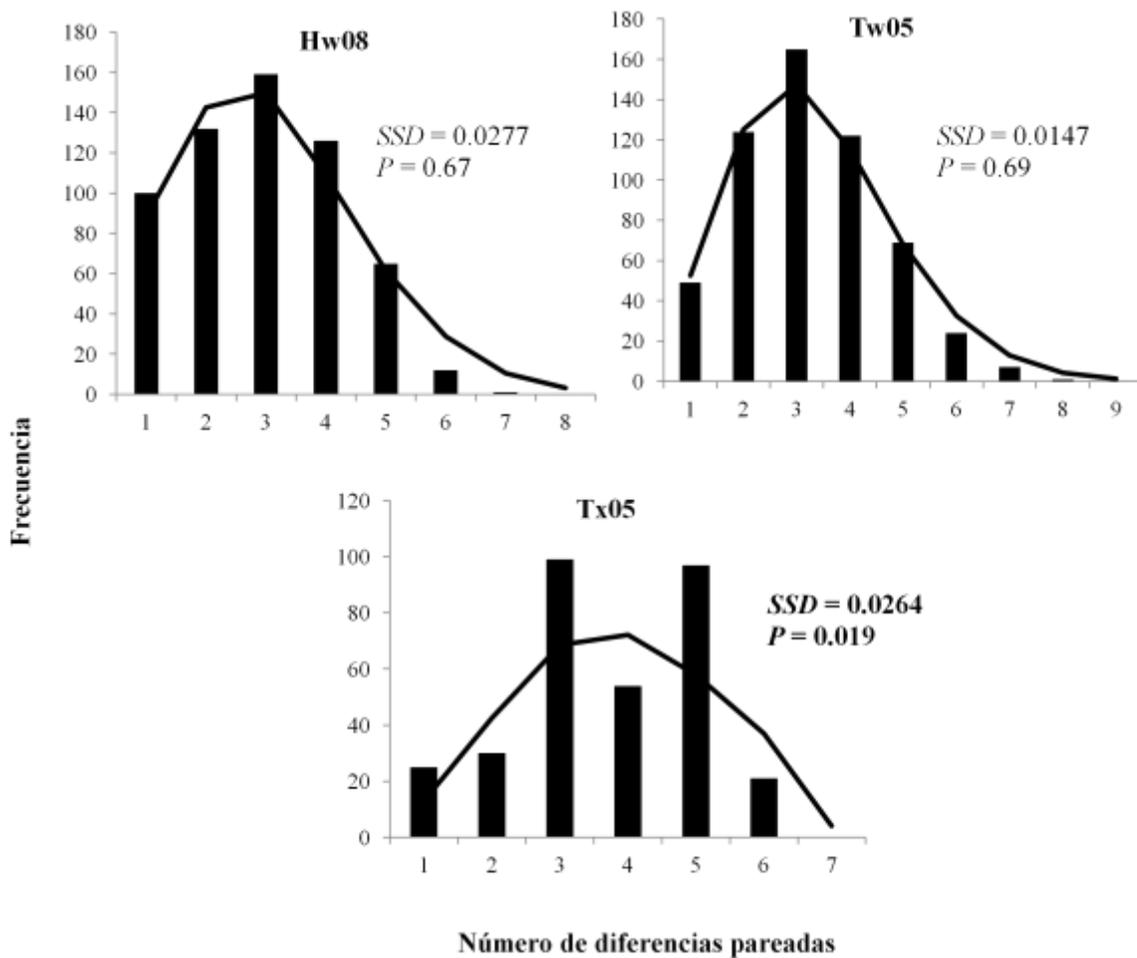 Hw08
SSD = 0.0277
P = 0.67
180
160
140
120
100
80
60
40
20
0
1 2 3 4 5 6 7 8
Tw05
SSD = 0.0147
P = 0.69
180
160
140
120
100
80
60
40
20
0
1 2 3 4 5 6 7 8 9
Frecuencia
Tx05
SSD = 0.0264
P = 0.019
120
100
80
60
40
20
0
1 2 3 4 5 6 7
Número de diferencias pareadas